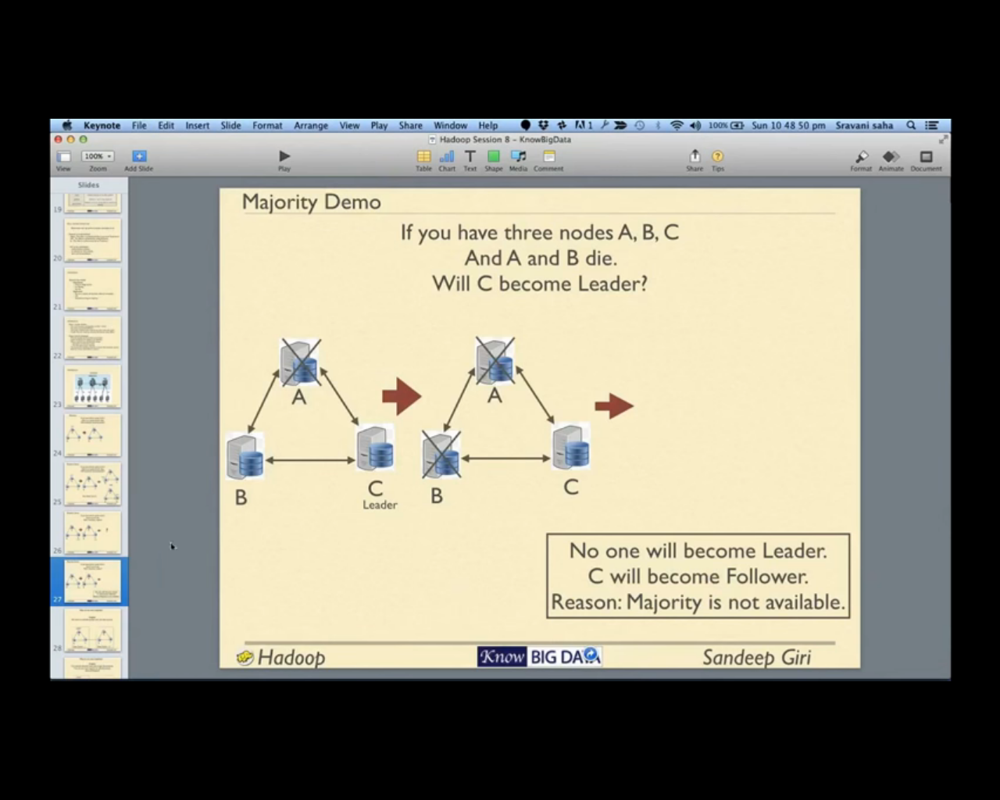 Keynote File Edit Insert Slide Format Arrange View Play Share Window Help 1 100% Sun 10 48 50 pm Sravani saha
Hadoop Session 8 - KnowBigData
100%
View Zoom Add Slide Play Table Chart Text Shape Media Comment Share Tips Format Animate Document
Slides
19
20
21
22
23
24
25
26
27
28
Majority Demo
If you have three nodes A, B, C
And A and B die.
Will C become Leader?
A
B
C
Leader
A
B
C
No one will become Leader.
C will become Follower.
Reason: Majority is not available.
Hadoop
Know BIG DATA
Sandeep Giri